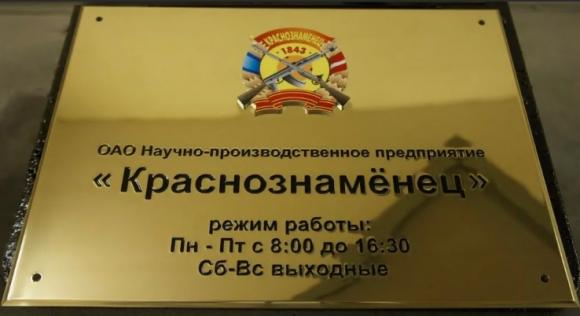 КРАСНОЗНАМЕНЕЦ
1843
ОАО Научно-производственное предприятие
«Краснознамёнец»
режим работы:
Пн - Пт с 8:00 до 16:30
Сб-Вс выходные